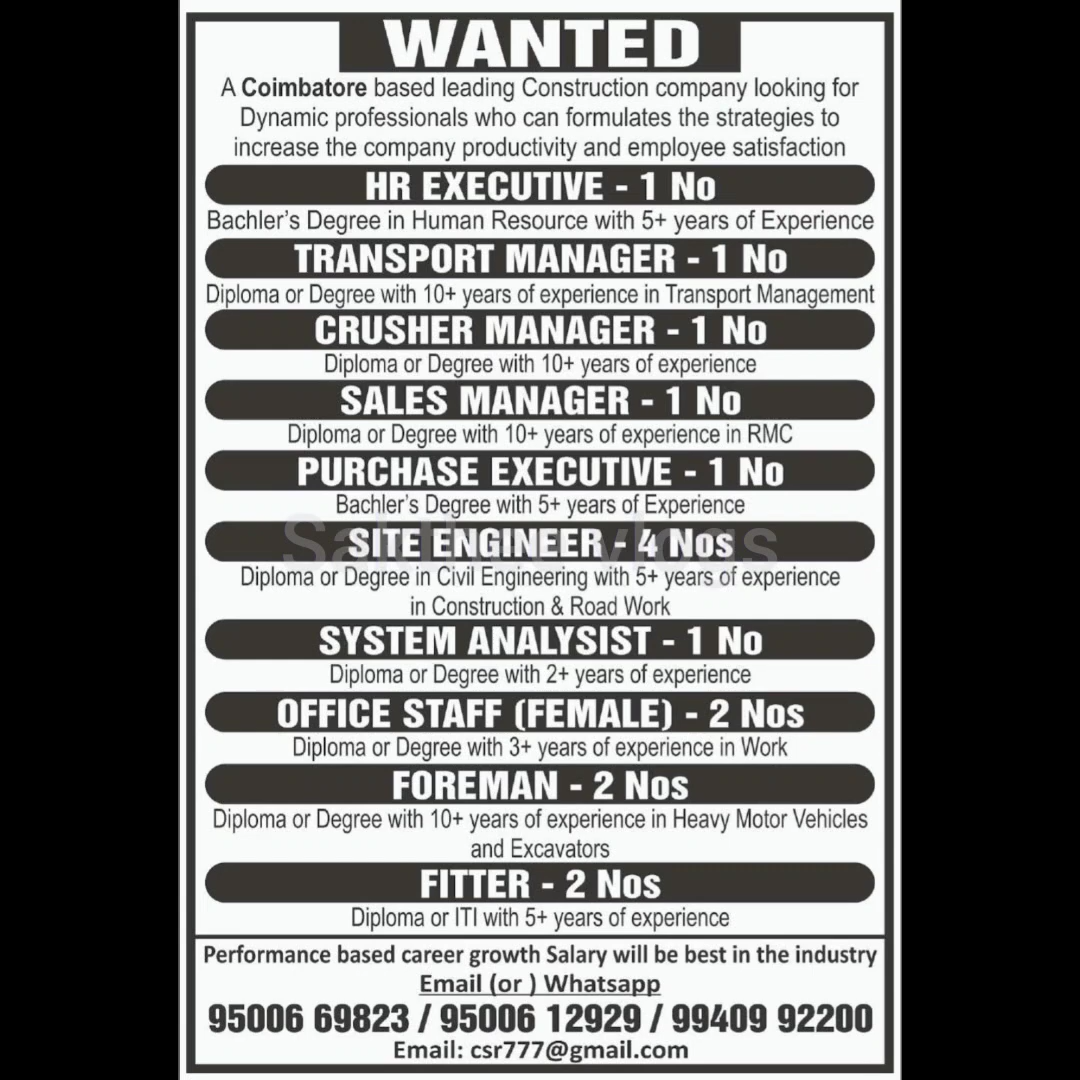 WANTED
A Coimbatore based leading Construction company looking for
Dynamic professionals who can formulates the strategies to
increase the company productivity and employee satisfaction
HR EXECUTIVE - 1 No
Bachler's Degree in Human Resource with 5+ years of Experience
TRANSPORT MANAGER - 1 No
Diploma or Degree with 10+ years of experience in Transport Management
CRUSHER MANAGER - 1 No
Diploma or Degree with 10+ years of experience
SALES MANAGER - 1 No
Diploma or Degree with 10+ years of experience in RMC
PURCHASE EXECUTIVE - 1 No
Bachler's Degree with 5+ years of Experience
SITE ENGINEER - 4 Nos
Diploma or Degree in Civil Engineering with 5+ years of experience
in Construction & Road Work
SYSTEM ANALYSIST - 1 No
Diploma or Degree with 2+ years of experience
OFFICE STAFF (FEMALE) - 2 Nos
Diploma or Degree with 3+ years of experience in Work
FOREMAN - 2 Nos
Diploma or Degree with 10+ years of experience in Heavy Motor Vehicles
and Excavators
FITTER - 2 Nos
Diploma or ITI with 5+ years of experience
Performance based career growth Salary will be best in the industry
Email (or ) Whatsapp
95006 69823 / 95006 12929 / 99409 92200
Email: csr777@gmail.com